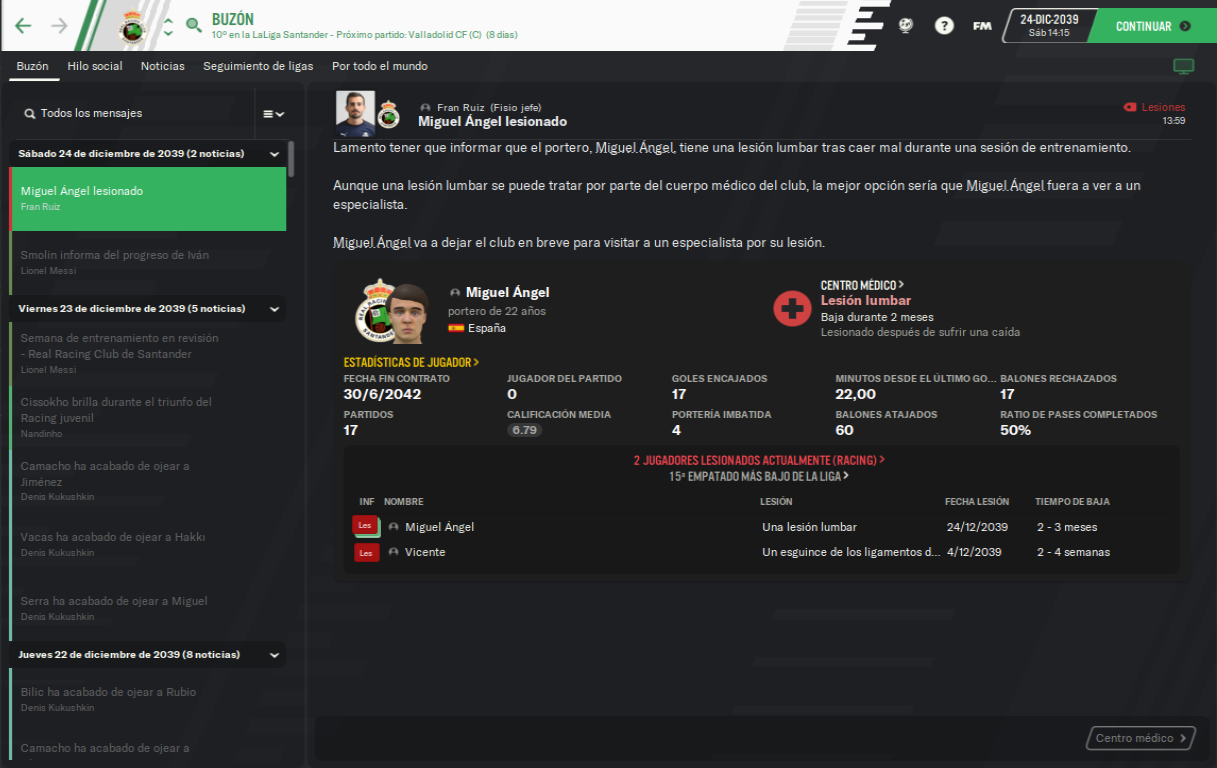 BUZÓN
10º en la LaLiga Santander - Próximo partido: Valladolid CF (C) (8 días)
?
FM
24-DIC-2039
Sáb 14:15
CONTINUAR
Buzón
Hilo social
Noticias
Seguimiento de ligas
Por todo el mundo
Todos los mensajes
Sábado 24 de diciembre de 2039 (2 noticias)
Miguel Ángel lesionado
Fran Ruiz
Smolin informa del progreso de Iván
Lionel Messi
Viernes 23 de diciembre de 2039 (5 noticias)
Semana de entrenamiento en revisión
- Real Racing Club de Santander
Lionel Messi
Cissokho brilla durante el triunfo del
Racing juvenil
Nandinho
Camacho ha acabado de ojear a
Jiménez
Denis Kukushkin
Vacas ha acabado de ojear a Hakkı
Denis Kukushkin
Serra ha acabado de ojear a Miguel
Denis Kukushkin
Jueves 22 de diciembre de 2039 (8 noticias)
Bilic ha acabado de ojear a Rubio
Denis Kukushkin
Camacho ha acabado de ojear a
Fran Ruiz (Fisio jefe)
Miguel Ángel lesionado
Lesiones
13:59
Lamento tener que informar que el portero, Miguel Ángel, tiene una lesión lumbar tras caer mal durante una sesión de entrenamiento.
Aunque una lesión lumbar se puede tratar por parte del cuerpo médico del club, la mejor opción sería que Miguel Ángel fuera a ver a un
especialista.
Miguel Ángel va a dejar el club en breve para visitar a un especialista por su lesión.
Miguel Ángel
portero de 22 años
España
CENTRO MÉDICO >
Lesión lumbar
Baja durante 2 meses
Lesionado después de sufrir una caída
ESTADÍSTICAS DE JUGADOR >
FECHA FIN CONTRATO JUGADOR DEL PARTIDO GOLES ENCAJADOS MINUTOS DESDE EL ÚLTIMO GO... BALONES RECHAZADOS
30/6/2042 0 17 22,00 17
PARTIDOS CALIFICACIÓN MEDIA PORTERÍA IMBATIDA BALONES ATAJADOS RATIO DE PASES COMPLETADOS
17 6.79 4 60 50%
2 JUGADORES LESIONADOS ACTUALMENTE (RACING) >
15º EMPATADO MÁS BAJO DE LA LIGA >
INF NOMBRE LESIÓN FECHA LESIÓN TIEMPO DE BAJA
Les Miguel Ángel Una lesión lumbar 24/12/2039 2 - 3 meses
Les Vicente Un esguince de los ligamentos d... 4/12/2039 2 - 4 semanas
Centro médico >